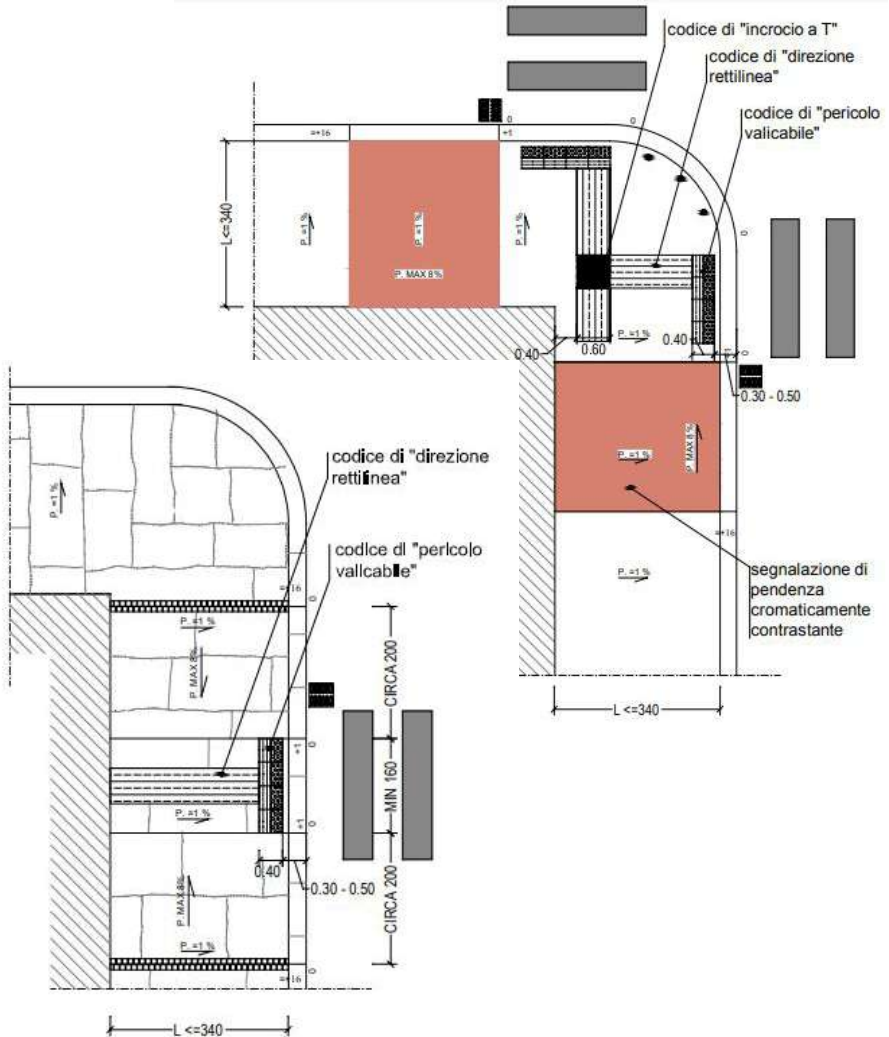 codice di "incrocio a T"
codice di "direzione
rettilinea"
codice di "pericolo
valicabile"
0
0
=+16
+1
L<=340
P. =1 %
P. =1 %
P. =1 %
P. MAX 8%
0
P. =1 %
0.40
0.60
0.40
+1
0
0.30 - 0.50
P. =1 %
P. MAX 8%
=+16
P. =1 %
segnalazione di
pendenza
cromaticamente
contrastante
L <=340
codice di "direzione
rettilinea"
codice di "pericolo
valicabile"
P. =1 %
=+16
0
P. =1 %
P. MAX 8%
CIRCA 200
+1
0
MIN 160
P. =1 %
+1
0
0.40
0.30 - 0.50
P. MAX 8%
CIRCA 200
P. =1 %
=+16
0
L <=340